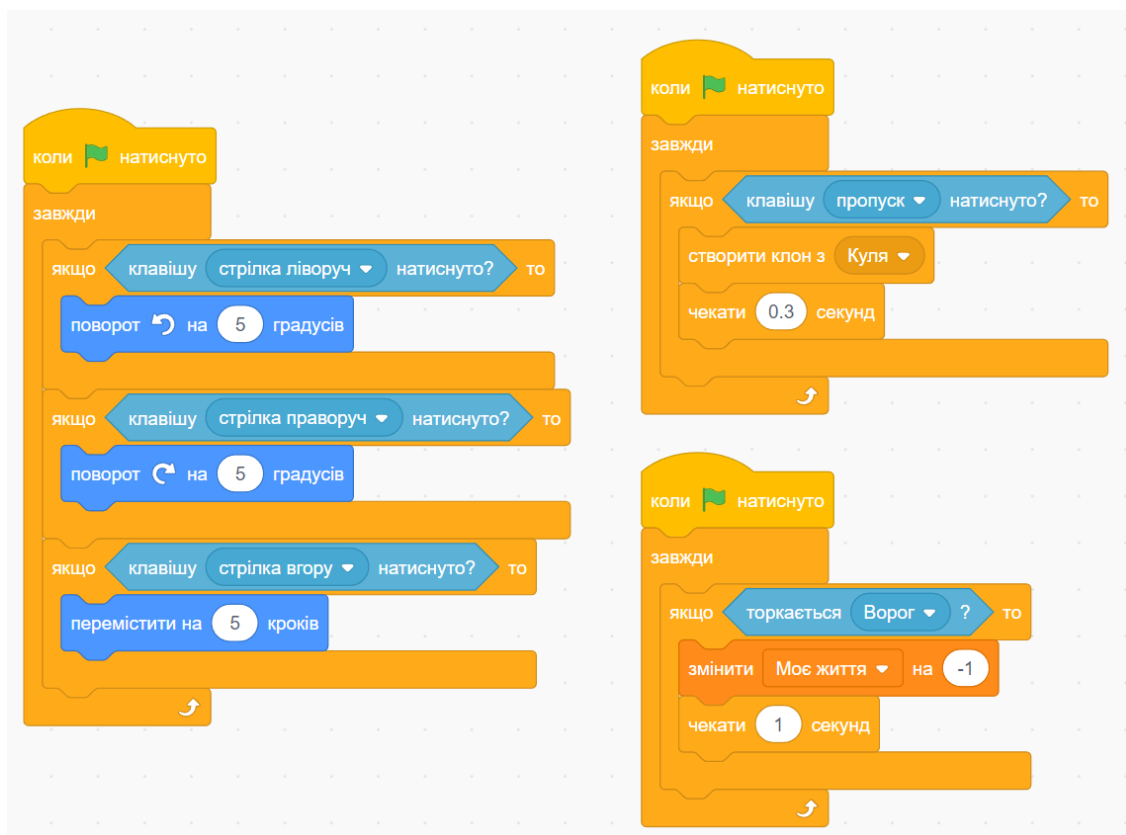 коли натиснуто
завжди
якщо клавішу стрілка ліворуч натиснуто? то
поворот на 5 градусів
якщо клавішу стрілка праворуч натиснуто? то
поворот на 5 градусів
якщо клавішу стрілка вгору натиснуто? то
перемістити на 5 кроків
коли натиснуто
завжди
якщо клавішу пропуск натиснуто? то
створити клон з Куля
чекати 0.3 секунд
коли натиснуто
завжди
якщо торкається Ворог ? то
змінити Моє життя на -1
чекати 1 секунд